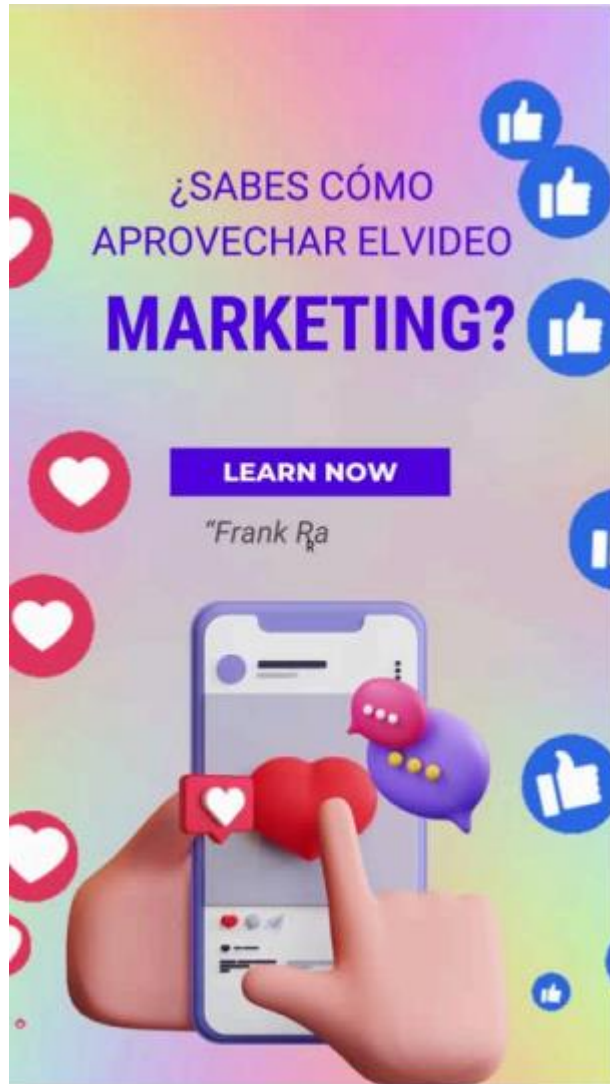 ¿SABES CÓMO
APROVECHAR ELVIDEO
MARKETING?
LEARN NOW
“Frank Ra